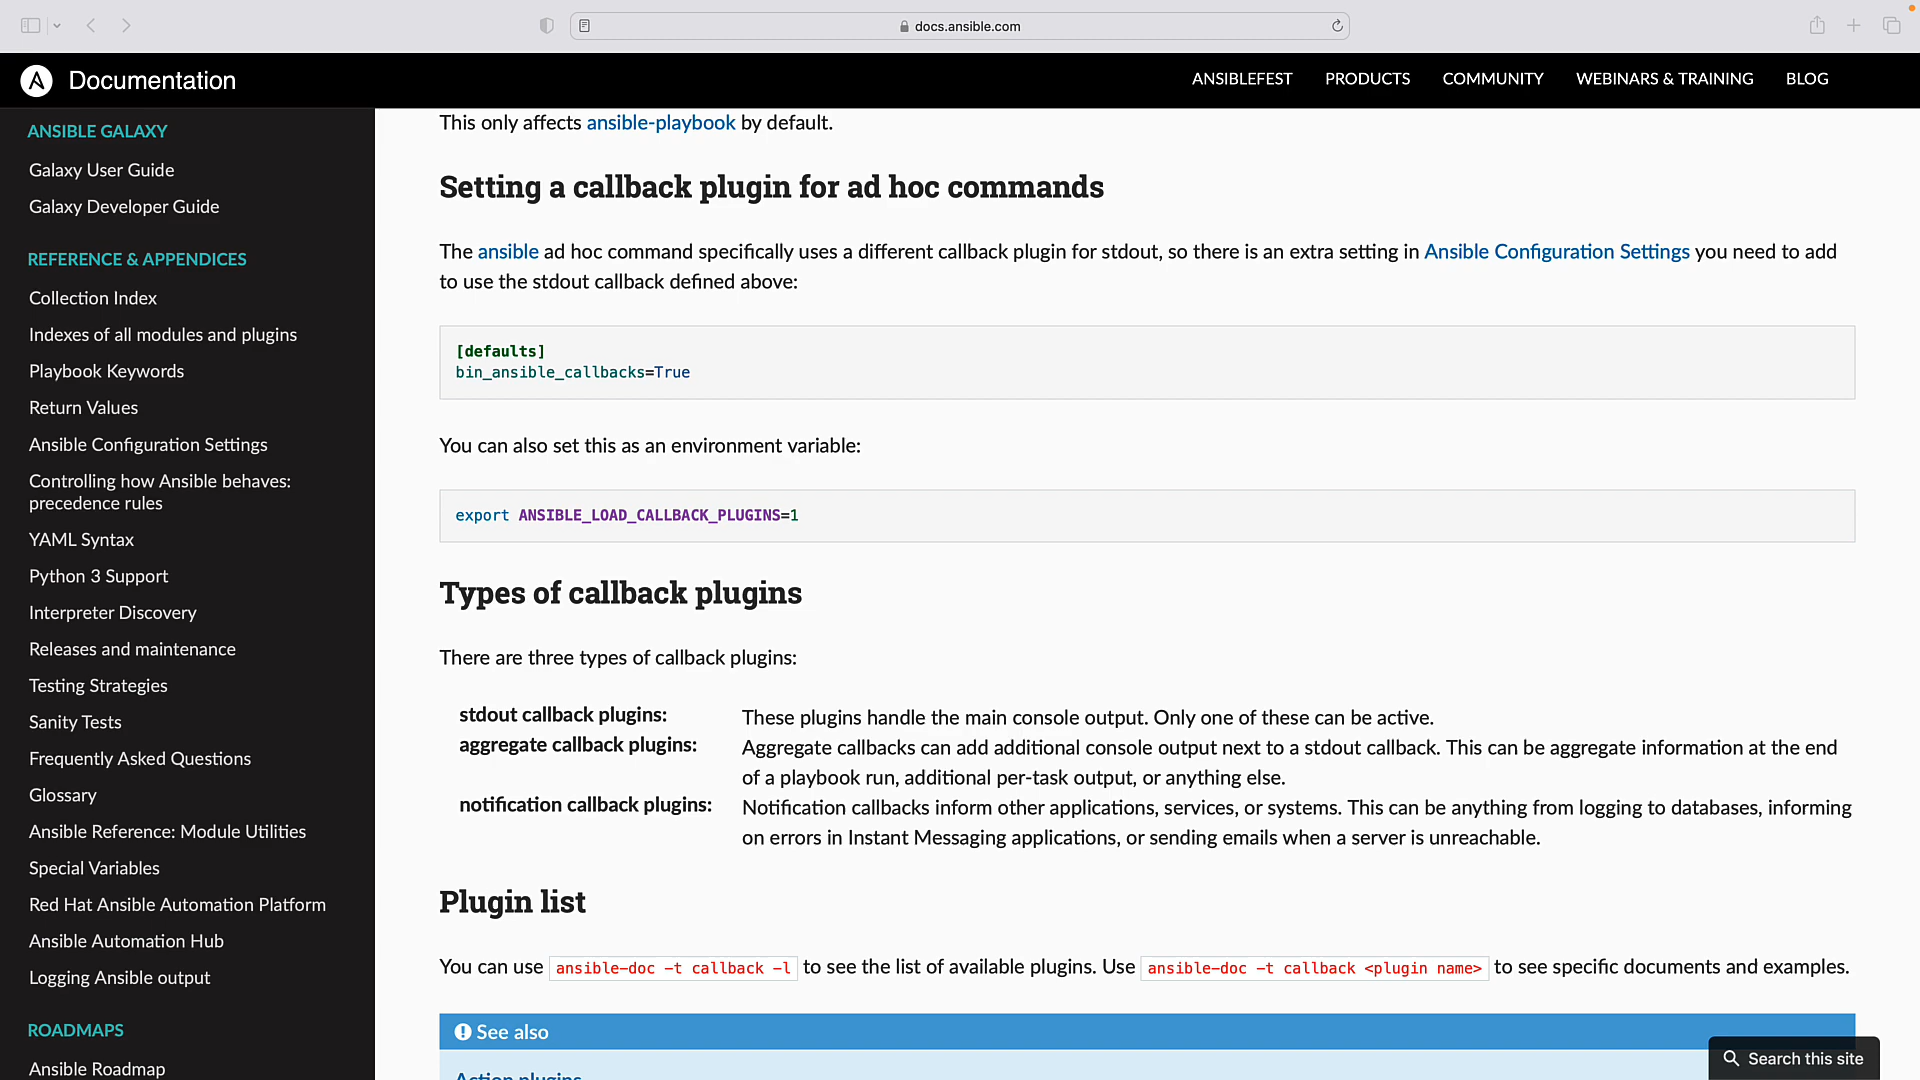 docs.ansible.com
Documentation
ANSIBLEFEST
PRODUCTS
COMMUNITY
WEBINARS & TRAINING
BLOG
ANSIBLE GALAXY
Galaxy User Guide
Galaxy Developer Guide
REFERENCE & APPENDICES
Collection Index
Indexes of all modules and plugins
Playbook Keywords
Return Values
Ansible Configuration Settings
Controlling how Ansible behaves:
precedence rules
YAML Syntax
Python 3 Support
Interpreter Discovery
Releases and maintenance
Testing Strategies
Sanity Tests
Frequently Asked Questions
Glossary
Ansible Reference: Module Utilities
Special Variables
Red Hat Ansible Automation Platform
Ansible Automation Hub
Logging Ansible output
ROADMAPS
Ansible Roadmap
This only affects ansible-playbook by default.
Setting a callback plugin for ad hoc commands
The ansible ad hoc command specifically uses a different callback plugin for stdout, so there is an extra setting in Ansible Configuration Settings you need to add
to use the stdout callback defined above:
[defaults]
bin_ansible_callbacks=True
You can also set this as an environment variable:
export ANSIBLE_LOAD_CALLBACK_PLUGINS=1
Types of callback plugins
There are three types of callback plugins:
stdout callback plugins: These plugins handle the main console output. Only one of these can be active.
aggregate callback plugins: Aggregate callbacks can add additional console output next to a stdout callback. This can be aggregate information at the end
of a playbook run, additional per-task output, or anything else.
notification callback plugins: Notification callbacks inform other applications, services, or systems. This can be anything from logging to databases, informing
on errors in Instant Messaging applications, or sending emails when a server is unreachable.
Plugin list
You can use ansible-doc -t callback -l to see the list of available plugins. Use ansible-doc -t callback <plugin name> to see specific documents and examples.
See also
Action plugins
Search this site